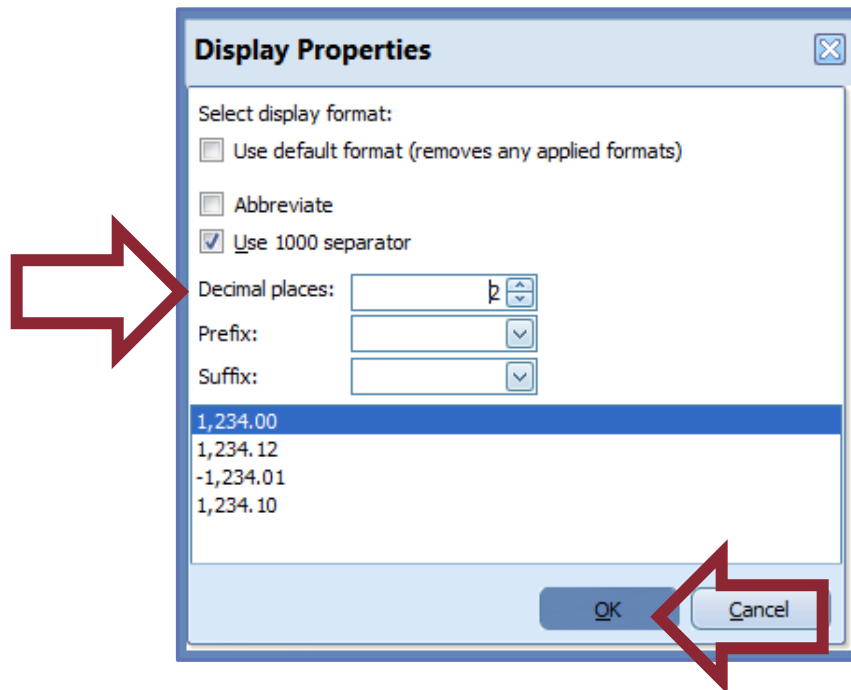 Display Properties
Select display format:
Use default format (removes any applied formats)
Abbreviate
Use 1000 separator
Decimal places: 2
Prefix:
Suffix:
1,234.00
1,234.12
-1,234.01
1,234.10
OK Cancel